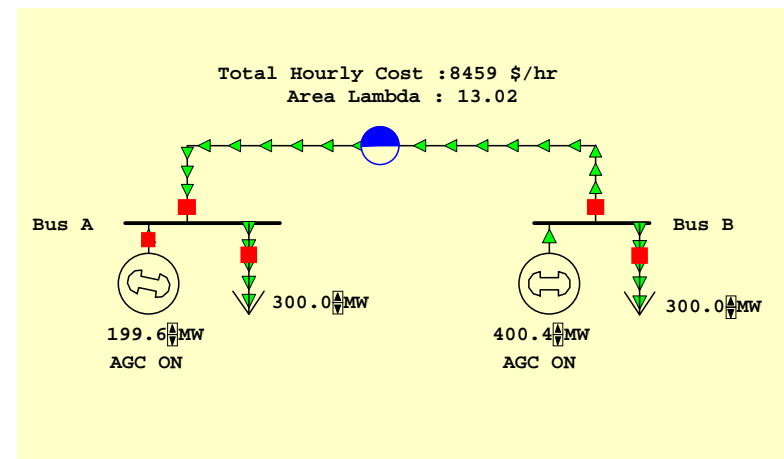 Total Hourly Cost :8459 $/hr
Area Lambda : 13.02
Bus A
Bus B
300.0 MW
300.0 MW
199.6 MW
400.4 MW
AGC ON
AGC ON